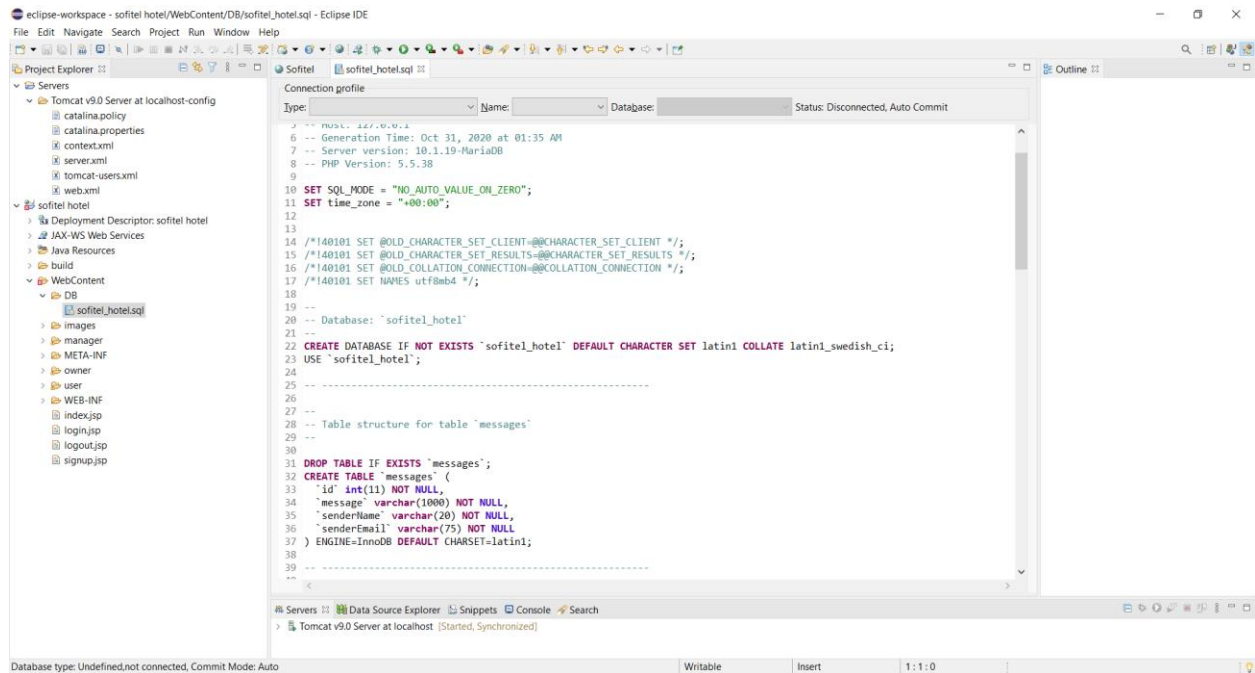 eclipse-workspace - sofitel hotel/WebContent/DB/sofitel_hotel.sql - Eclipse IDE
File Edit Navigate Search Project Run Window Help
Project Explorer
Servers
Tomcat v9.0 Server at localhost-config
catalina.policy
catalina.properties
context.xml
server.xml
tomcat-users.xml
web.xml
sofitel hotel
Deployment Descriptor: sofitel hotel
JAX-WS Web Services
Java Resources
build
WebContent
DB
sofitel_hotel.sql
images
manager
META-INF
owner
user
WEB-INF
index.jsp
login.jsp
logout.jsp
signup.jsp
Sofitel sofitel_hotel.sql
Connection profile
Type: Name: Database: Status: Disconnected, Auto Commit
5 -- Host: 127.0.0.1
6 -- Generation Time: Oct 31, 2020 at 01:35 AM
7 -- Server version: 10.1.19-MariaDB
8 -- PHP Version: 5.5.38
9
10 SET SQL_MODE = "NO_AUTO_VALUE_ON_ZERO";
11 SET time_zone = "+00:00";
12
13
14 /*!40101 SET @OLD_CHARACTER_SET_CLIENT=@@CHARACTER_SET_CLIENT */;
15 /*!40101 SET @OLD_CHARACTER_SET_RESULTS=@@CHARACTER_SET_RESULTS */;
16 /*!40101 SET @OLD_COLLATION_CONNECTION=@@COLLATION_CONNECTION */;
17 /*!40101 SET NAMES utf8mb4 */;
18
19 --
20 -- Database: `sofitel_hotel`
21 --
22 CREATE DATABASE IF NOT EXISTS `sofitel_hotel` DEFAULT CHARACTER SET latin1 COLLATE latin1_swedish_ci;
23 USE `sofitel_hotel`;
24
25 -- --------------------------------------------------------
26
27 --
28 -- Table structure for table `messages`
29 --
30
31 DROP TABLE IF EXISTS `messages`;
32 CREATE TABLE `messages` (
33 `id` int(11) NOT NULL,
34 `message` varchar(1000) NOT NULL,
35 `senderName` varchar(20) NOT NULL,
36 `senderEmail` varchar(75) NOT NULL
37 ) ENGINE=InnoDB DEFAULT CHARSET=latin1;
38
39 -- --------------------------------------------------------
Outline
Servers Data Source Explorer Snippets Console Search
Tomcat v9.0 Server at localhost [Started, Synchronized]
Database type: Undefined,not connected, Commit Mode: Auto Writable Insert 1 : 1 : 0